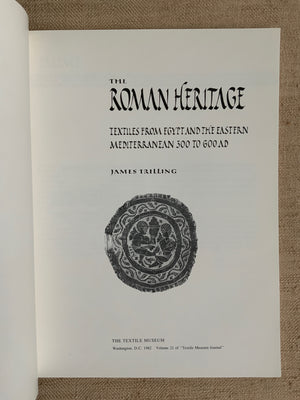 THE
ROMAN HERITAGE
TEXTILES FROM EGYPT AND THE EASTERN
MEDITERRANEAN 300 TO 600 AD
JAMES TRILLING
THE TEXTILE MUSEUM
Washington, D.C. 1982 Volume 21 of "Textile Museum Journal"